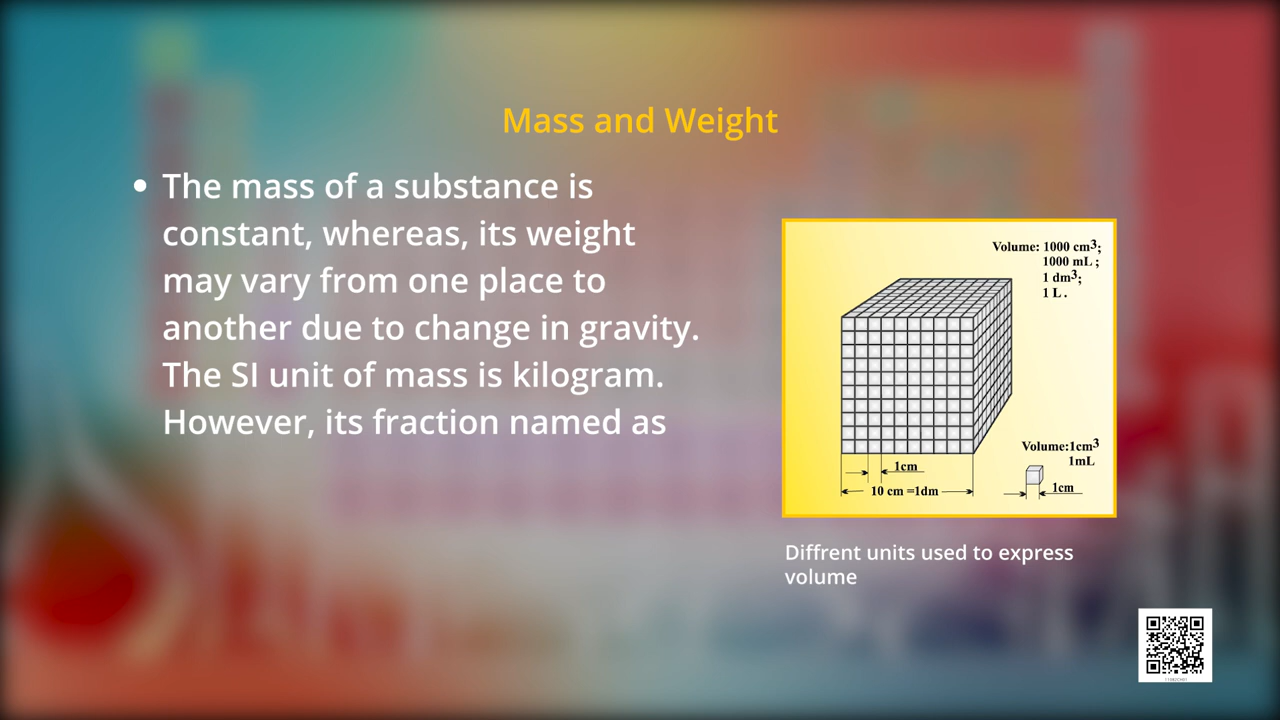 Mass and Weight
• The mass of a substance is
constant, whereas, its weight
may vary from one place to
another due to change in gravity.
The SI unit of mass is kilogram.
However, its fraction named as
Volume: 1000 cm³;
1000 mL ;
1 dm³;
1 L .
1cm
10 cm =1dm
Volume:1cm³
1mL
1cm
Diffrent units used to express
volume